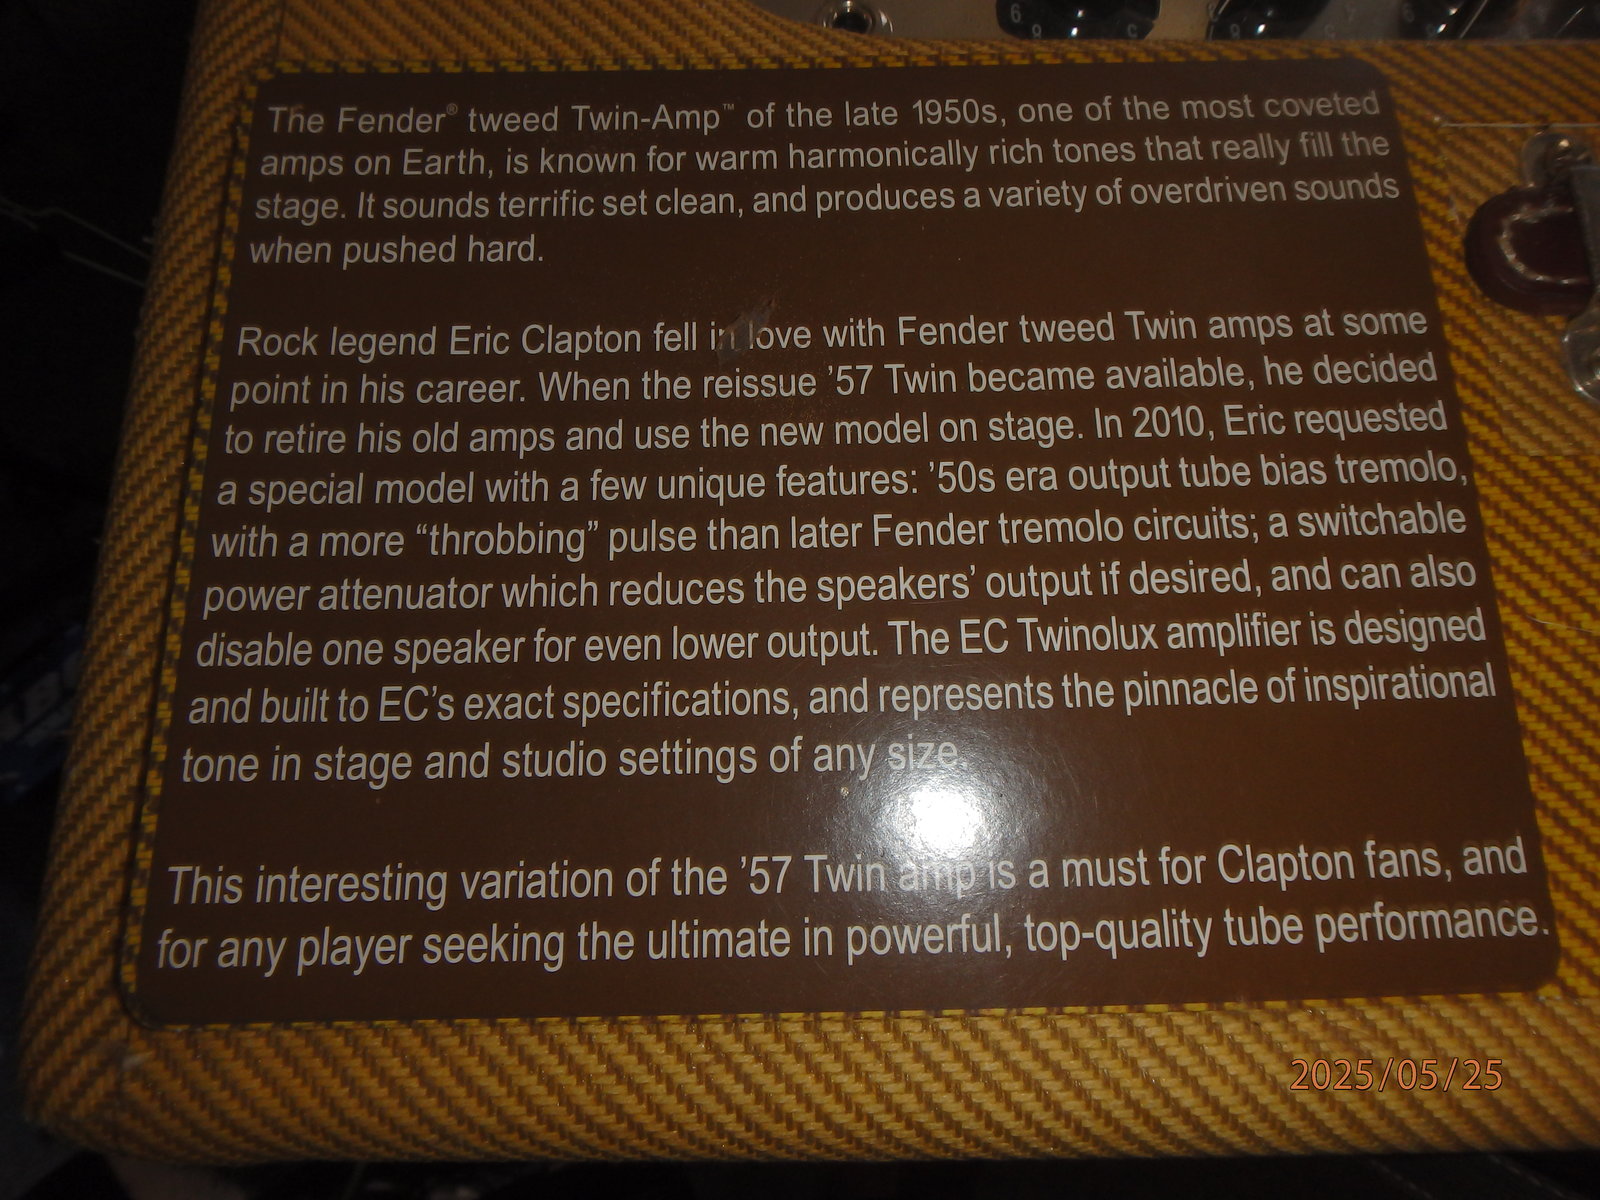 The Fender® tweed Twin-Amp™ of the late 1950s, one of the most coveted
amps on Earth, is known for warm harmonically rich tones that really fill the
stage. It sounds terrific set clean, and produces a variety of overdriven sounds
when pushed hard.
Rock legend Eric Clapton fell in love with Fender tweed Twin amps at some
point in his career. When the reissue ’57 Twin became available, he decided
to retire his old amps and use the new model on stage. In 2010, Eric requested
a special model with a few unique features: ’50s era output tube bias tremolo,
with a more “throbbing” pulse than later Fender tremolo circuits; a switchable
power attenuator which reduces the speakers’ output if desired, and can also
disable one speaker for even lower output. The EC Twinolux amplifier is designed
and built to EC’s exact specifications, and represents the pinnacle of inspirational
tone in stage and studio settings of any size.
This interesting variation of the ’57 Twin amp is a must for Clapton fans, and
for any player seeking the ultimate in powerful, top-quality tube performance.
2025/05/25